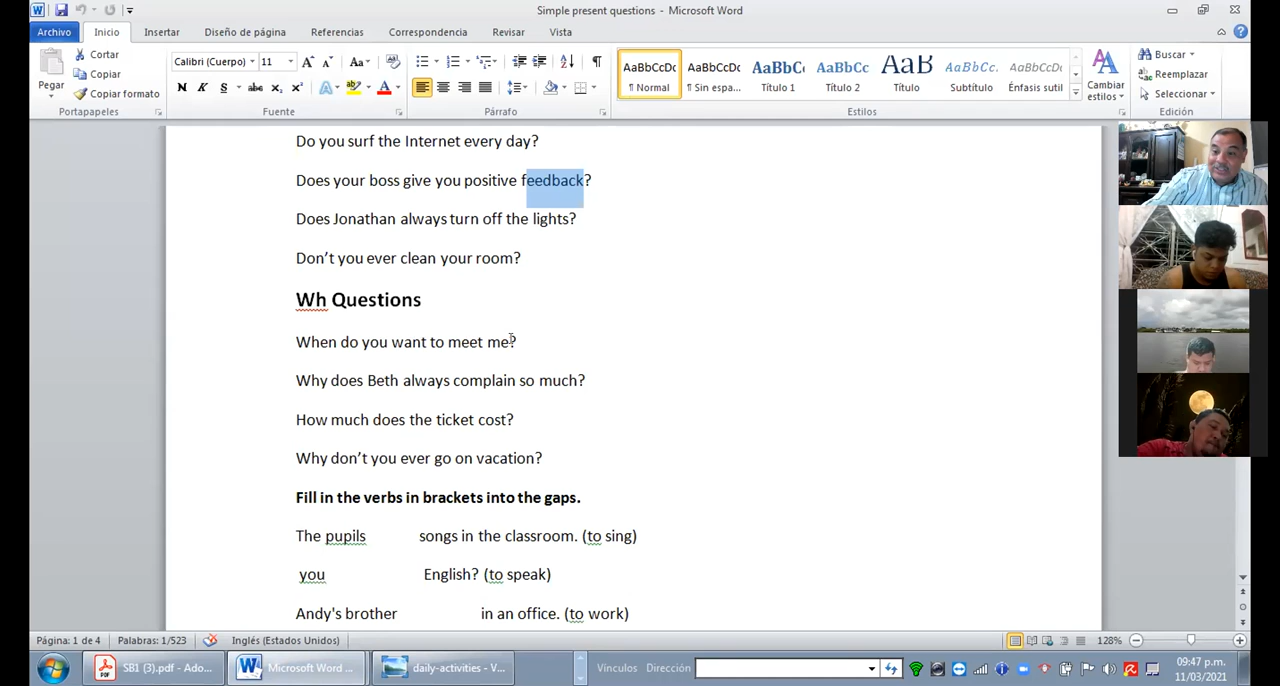 Simple present questions - Microsoft Word
Archivo Inicio Insertar Diseño de página Referencias Correspondencia Revisar Vista
Pegar
Cortar
Copiar
Copiar formato
Portapapeles
Calibri (Cuerpo) 11
Fuente
Párrafo
AaBbCcDc AaBbCcDc AaBbC AaBbCc AaB AaBbCc. AaBbCcDc
¶ Normal ¶ Sin espa... Título 1 Título 2 Título Subtítulo Énfasis sutil
Estilos
Cambiar estilos
Buscar
Reemplazar
Seleccionar
Edición
Do you surf the Internet every day?
Does your boss give you positive feedback?
Does Jonathan always turn off the lights?
Don't you ever clean your room?
Wh Questions
When do you want to meet me?
Why does Beth always complain so much?
How much does the ticket cost?
Why don't you ever go on vacation?
Fill in the verbs in brackets into the gaps.
The pupils songs in the classroom. (to sing)
you English? (to speak)
Andy's brother in an office. (to work)
Página: 1 de 4 Palabras: 1/523 Inglés (Estados Unidos) 128%
SB1 (3).pdf - Ado... Microsoft Word ... daily-activities - V... Vínculos Dirección
09:47 p.m.
11/03/2021